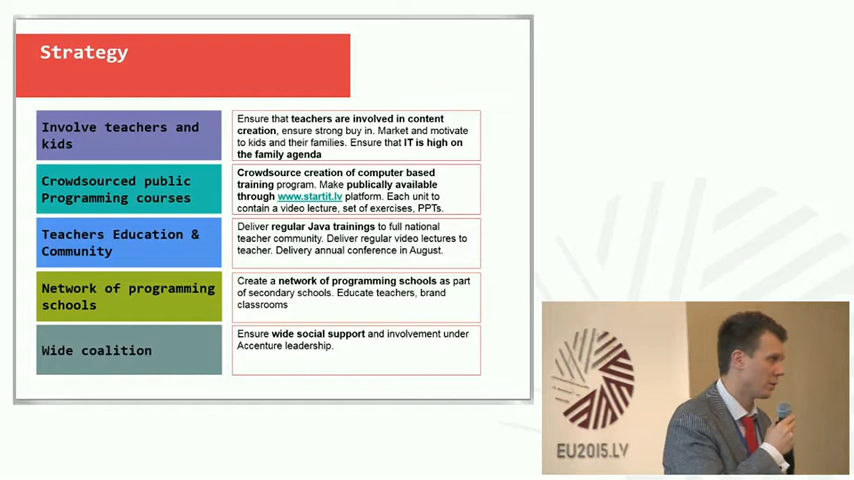 Strategy
Involve teachers and
kids
Ensure that teachers are involved in content
creation, ensure strong buy in. Market and motivate
to kids and their families. Ensure that IT is high on
the family agenda
Crowdsourced public
Programming courses
Crowdsource creation of computer based
training program. Make publically available
through www.startit.lv platform. Each unit to
contain a video lecture, set of exercises, PPTs.
Teachers Education &
Community
Deliver regular Java trainings to full national
teacher community. Deliver regular video lectures to
teacher. Delivery annual conference in August.
Network of programming
schools
Create a network of programming schools as part
of secondary schools. Educate teachers, brand
classrooms
Wide coalition
Ensure wide social support and involvement under
Accenture leadership.
EU2015.LV